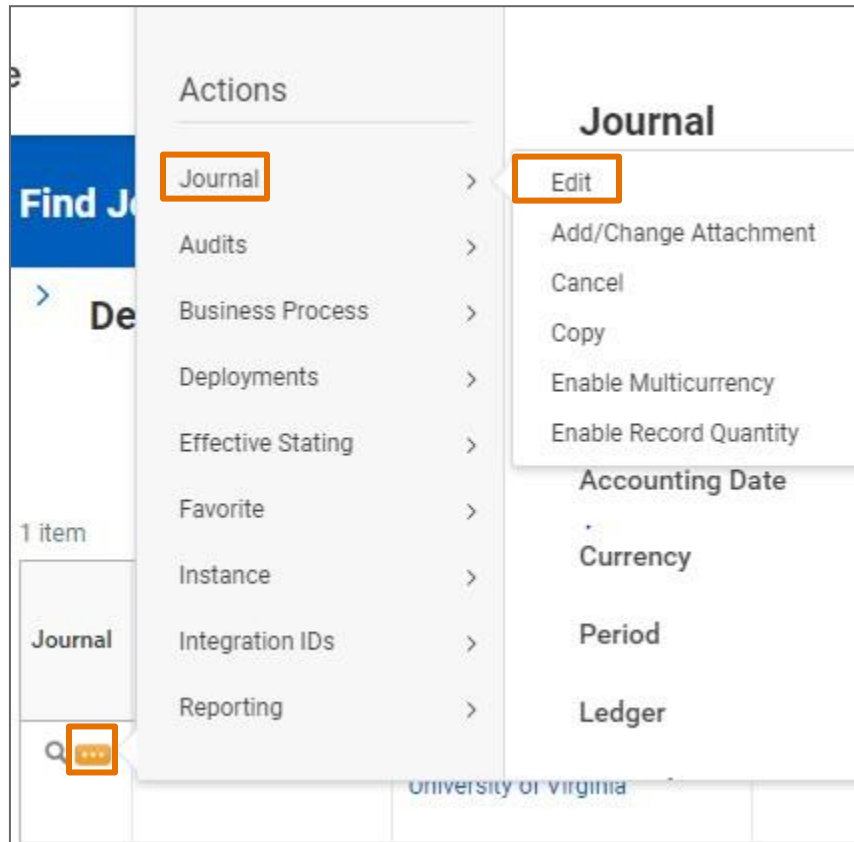 Actions
Journal
Audits
Business Process
Deployments
Effective Stating
Favorite
Instance
Integration IDs
Reporting
Journal
Edit
Add/Change Attachment
Cancel
Copy
Enable Multicurrency
Enable Record Quantity
Accounting Date
Currency
Period
Ledger
e
Find Jo
De
1 item
Journal
University of Virginia